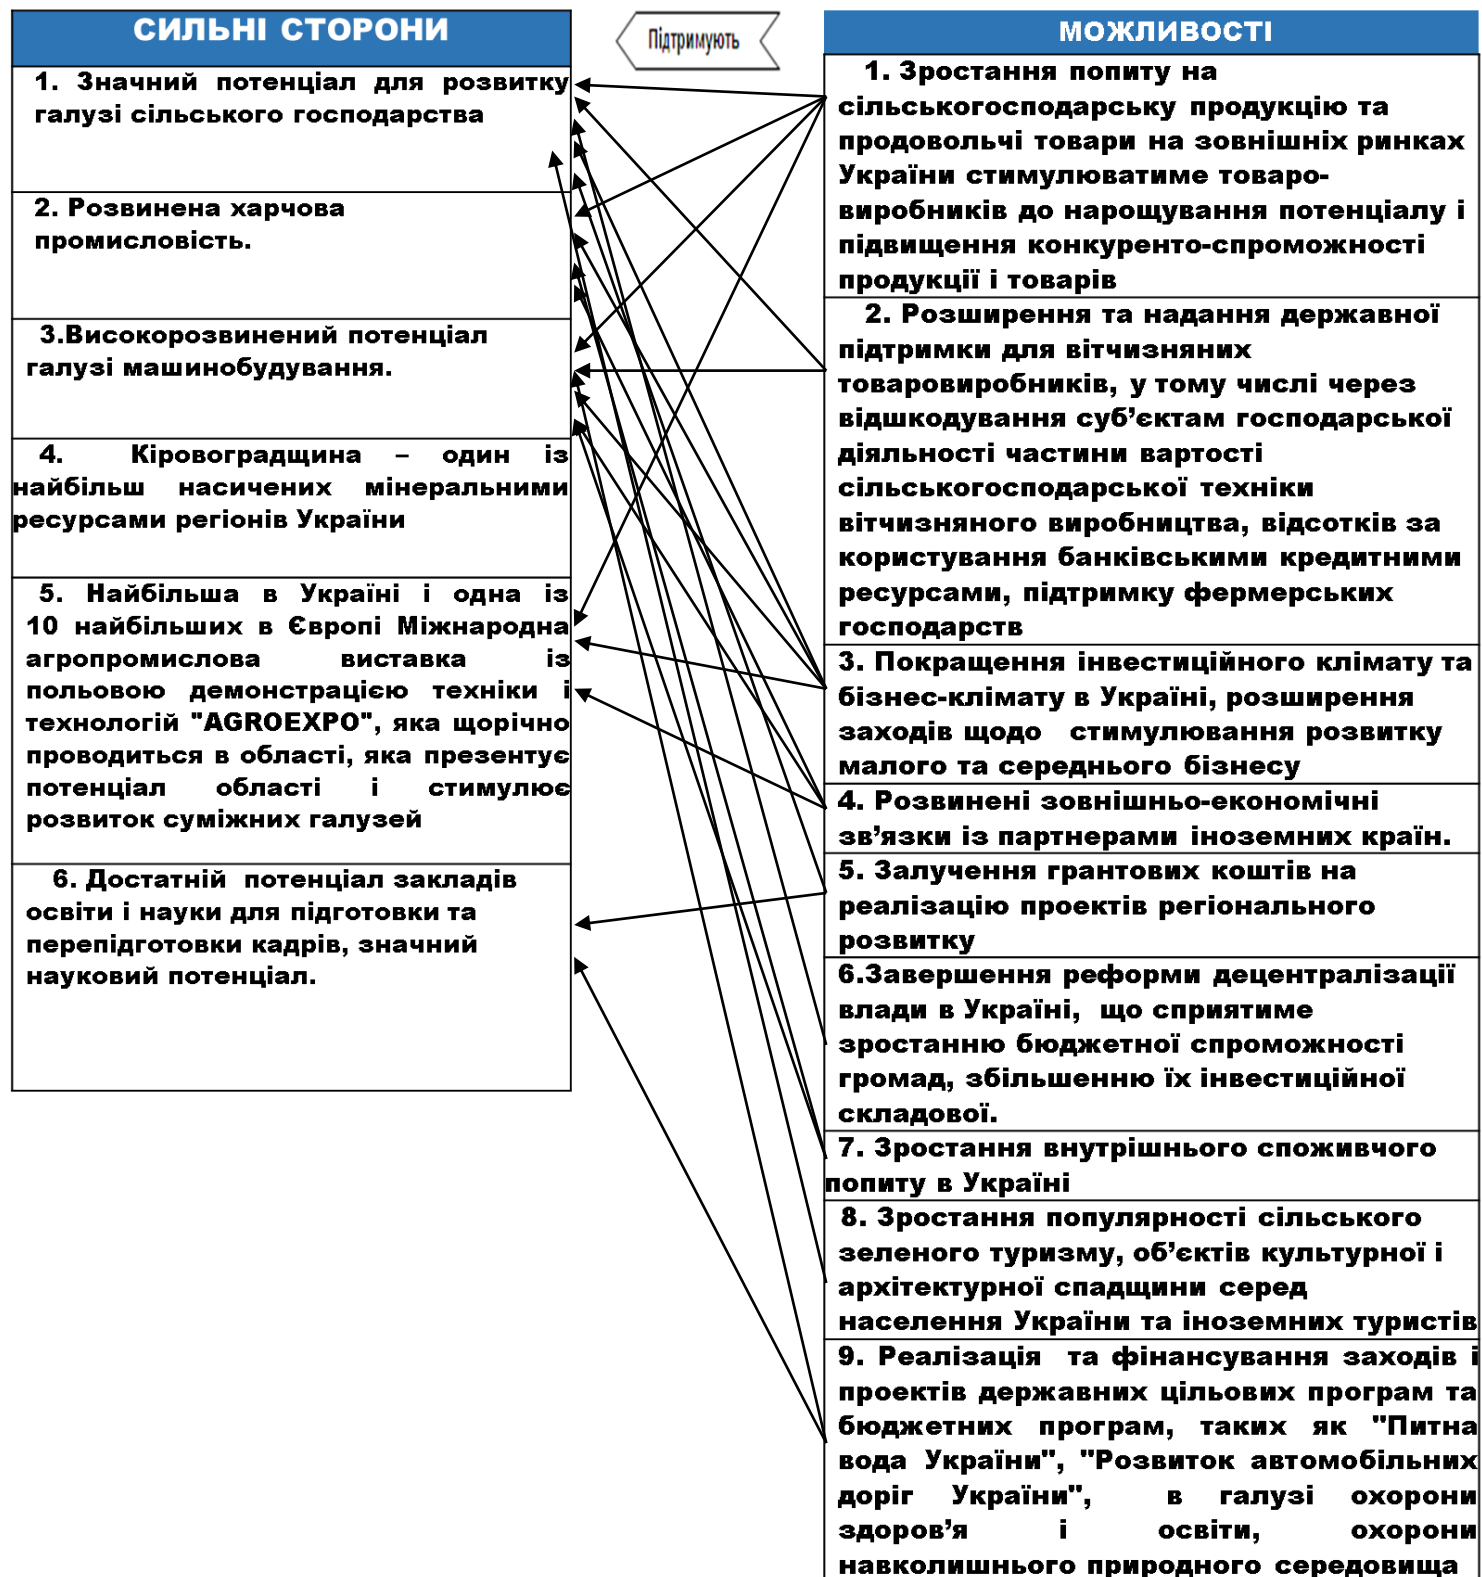 СИЛЬНІ СТОРОНИ
1. Значний потенціал для розвитку
галузі сільського господарства
2. Розвинена харчова
промисловість.
3.Високорозвинений потенціал
галузі машинобудування.
4. Кіровоградщина – один із
найбільш насичених мінеральними
ресурсами регіонів України
5. Найбільша в Україні і одна із
10 найбільших в Європі Міжнародна
агропромислова виставка із
польовою демонстрацією техніки і
технологій "AGROEXPO", яка щорічно
проводиться в області, яка презентує
потенціал області і стимулює
розвиток суміжних галузей
6. Достатній потенціал закладів
освіти і науки для підготовки та
перепідготовки кадрів, значний
науковий потенціал.
Підтримують
МОЖЛИВОСТІ
1. Зростання попиту на
сільськогосподарську продукцію та
продовольчі товари на зовнішніх ринках
України стимулюватиме товаро-
виробників до нарощування потенціалу і
підвищення конкуренто-спроможності
продукції і товарів
2. Розширення та надання державної
підтримки для вітчизняних
товаровиробників, у тому числі через
відшкодування суб’єктам господарської
діяльності частини вартості
сільськогосподарської техніки
вітчизняного виробництва, відсотків за
користування банківськими кредитними
ресурсами, підтримку фермерських
господарств
3. Покращення інвестиційного клімату та
бізнес-клімату в Україні, розширення
заходів щодо стимулювання розвитку
малого та середнього бізнесу
4. Розвинені зовнішньо-економічні
зв’язки із партнерами іноземних країн.
5. Залучення грантових коштів на
реалізацію проектів регіонального
розвитку
6.Завершення реформи децентралізації
влади в Україні, що сприятиме
зростанню бюджетної спроможності
громад, збільшенню їх інвестиційної
складової.
7. Зростання внутрішнього споживчого
попиту в Україні
8. Зростання популярності сільського
зеленого туризму, об’єктів культурної і
архітектурної спадщини серед
населення України та іноземних туристів
9. Реалізація та фінансування заходів і
проектів державних цільових програм та
бюджетних програм, таких як "Питна
вода України", "Розвиток автомобільних
доріг України", в галузі охорони
здоров’я і освіти, охорони
навколишнього природного середовища